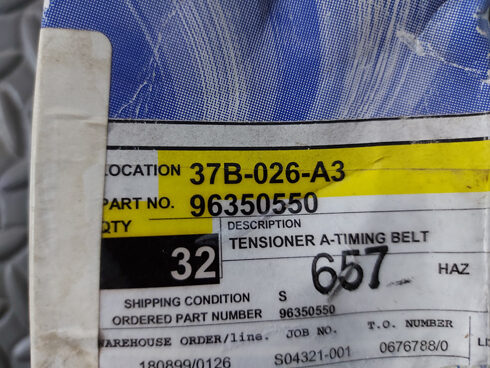 LOCATION 37B-026-A3
PART NO. 96350550
QTY
DESCRIPTION
TENSIONER A-TIMING BELT
32
657
HAZ
SHIPPING CONDITION S
ORDERED PART NUMBER 96350550
WAREHOUSE ORDER/line. JOB NO. T.O. NUMBER LI
180899/0126 S04321-001 0676788/0